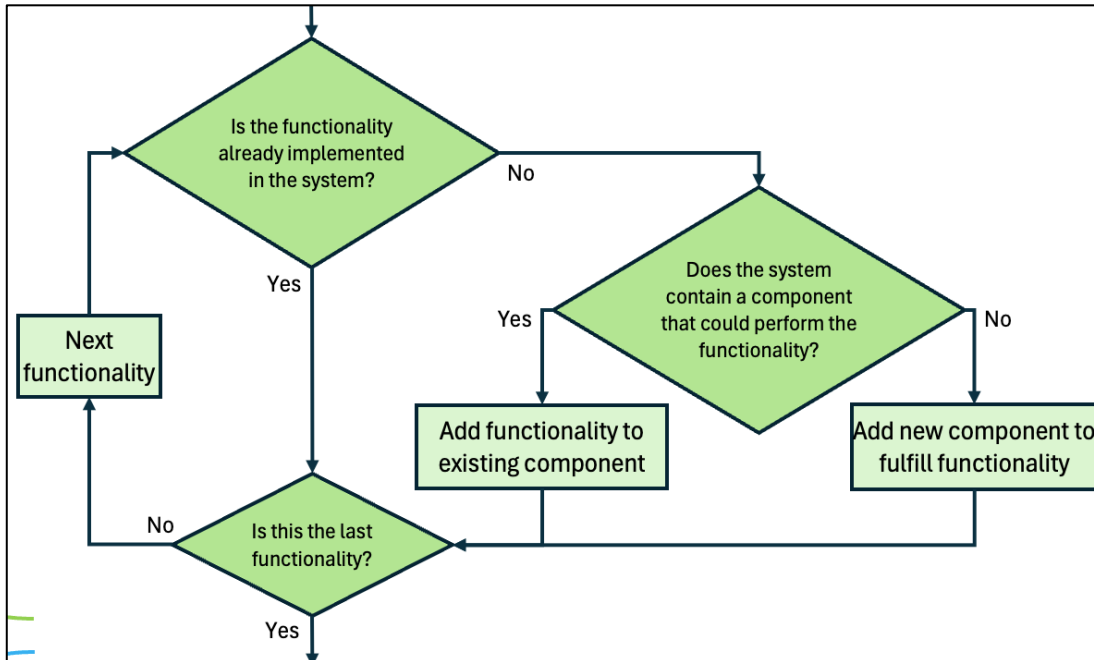 Is the functionality
already implemented
in the system?
No
Yes
Does the system
contain a component
that could perform the
functionality?
Yes
No
Next
functionality
Add functionality to
existing component
Add new component to
fulfill functionality
No
Is this the last
functionality?
Yes